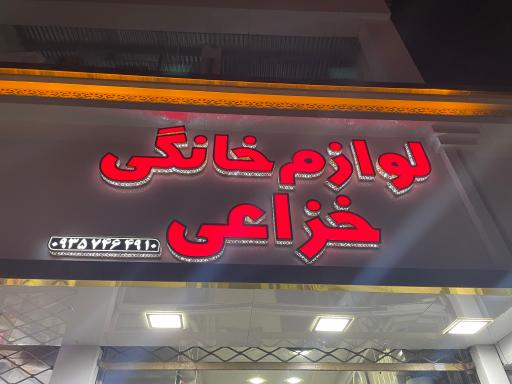 لوازم خانگی
خزاعی
۰۹۳۵ ۷۴۶ ۴۹۱۰